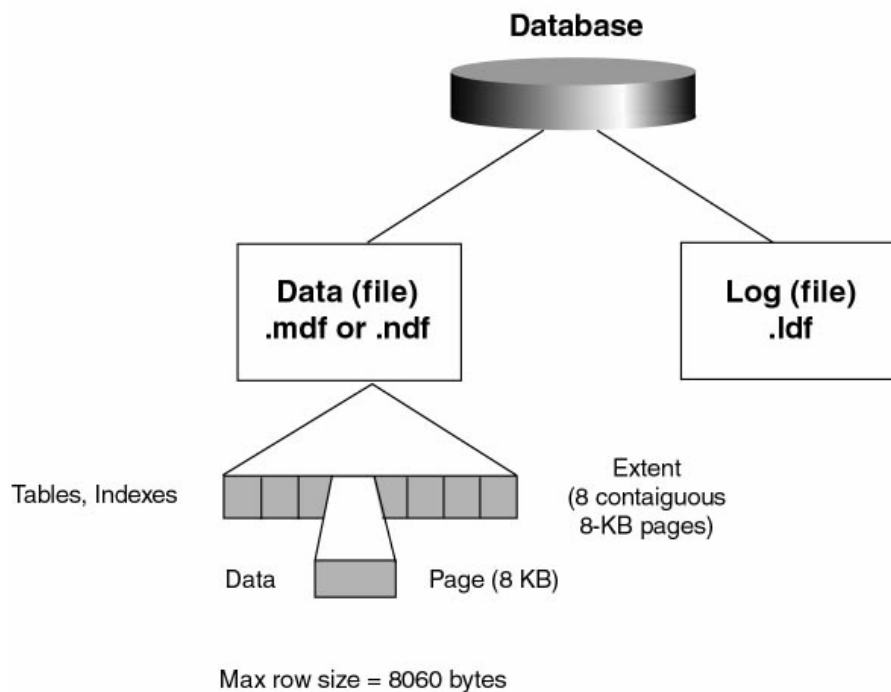 Database
Data (file)
.mdf or .ndf
Log (file)
.ldf
Tables, Indexes
Extent
(8 contaiguous
8-KB pages)
Data
Page (8 KB)
Max row size = 8060 bytes